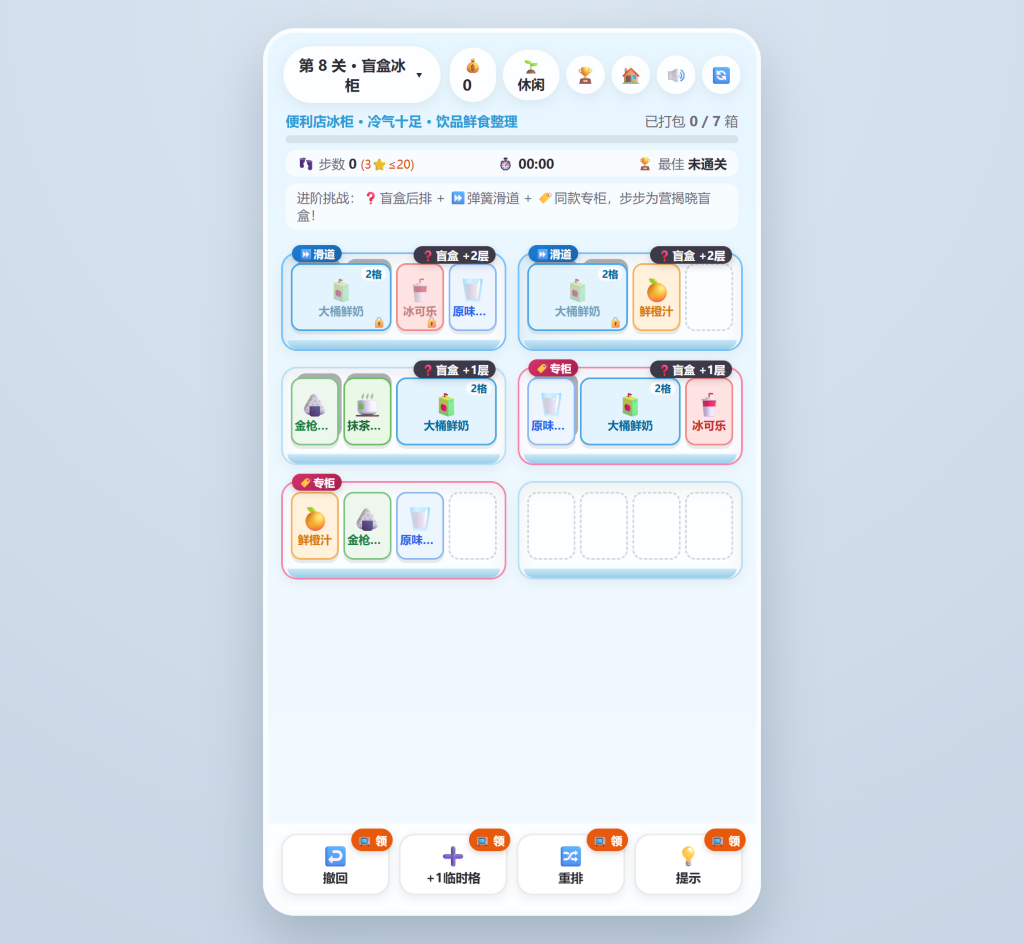 第 8 关 • 盲盒冰
柜
▼
0
休闲
便利店冰柜 • 冷气十足 • 饮品鲜食整理
已打包 0 / 7 箱
步数 0 (3⭐≤20)
00:00
最佳 未通关
进阶挑战：❓盲盒后排 + ⏩弹簧滑道 + 🏷️同款专柜，步步为营揭晓盲
盒！
⏩滑道
❓盲盒 +2层
2格
大桶鲜奶
冰可乐
原味…
⏩滑道
❓盲盒 +2层
2格
大桶鲜奶
鲜橙汁
❓盲盒 +1层
金枪…
抹茶…
2格
大桶鲜奶
🏷️专柜
❓盲盒 +1层
原味…
2格
大桶鲜奶
冰可乐
🏷️专柜
鲜橙汁
金枪…
原味…
领
撤回
领
+1临时格
领
重排
领
提示